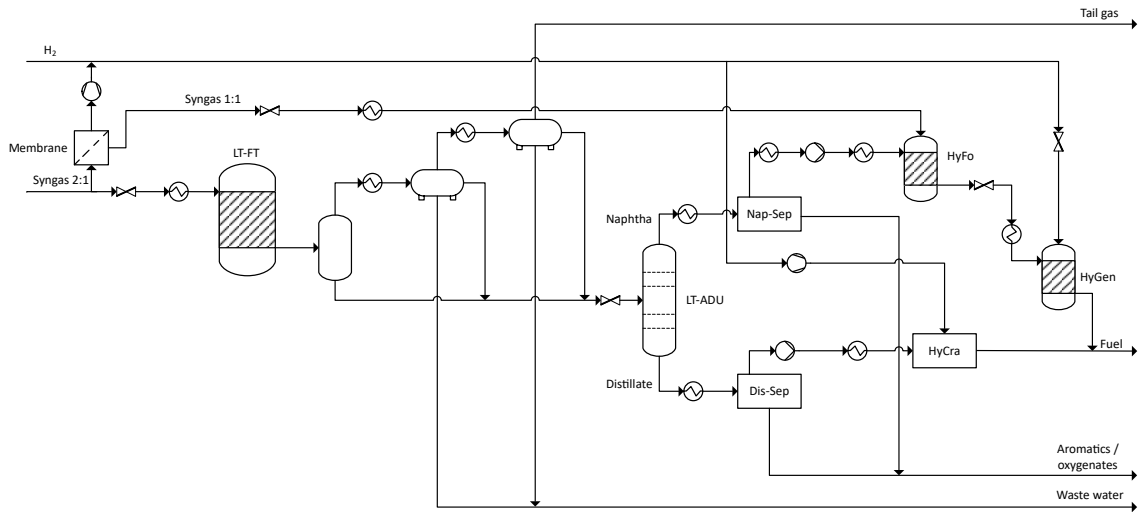 Tail gas
H₂
Syngas 1:1
Membrane
LT-FT
HyFo
Syngas 2:1
Naphtha
Nap-Sep
HyGen
LT-ADU
Fuel
HyCra
Distillate
Dis-Sep
Aromatics /
oxygenates
Waste water